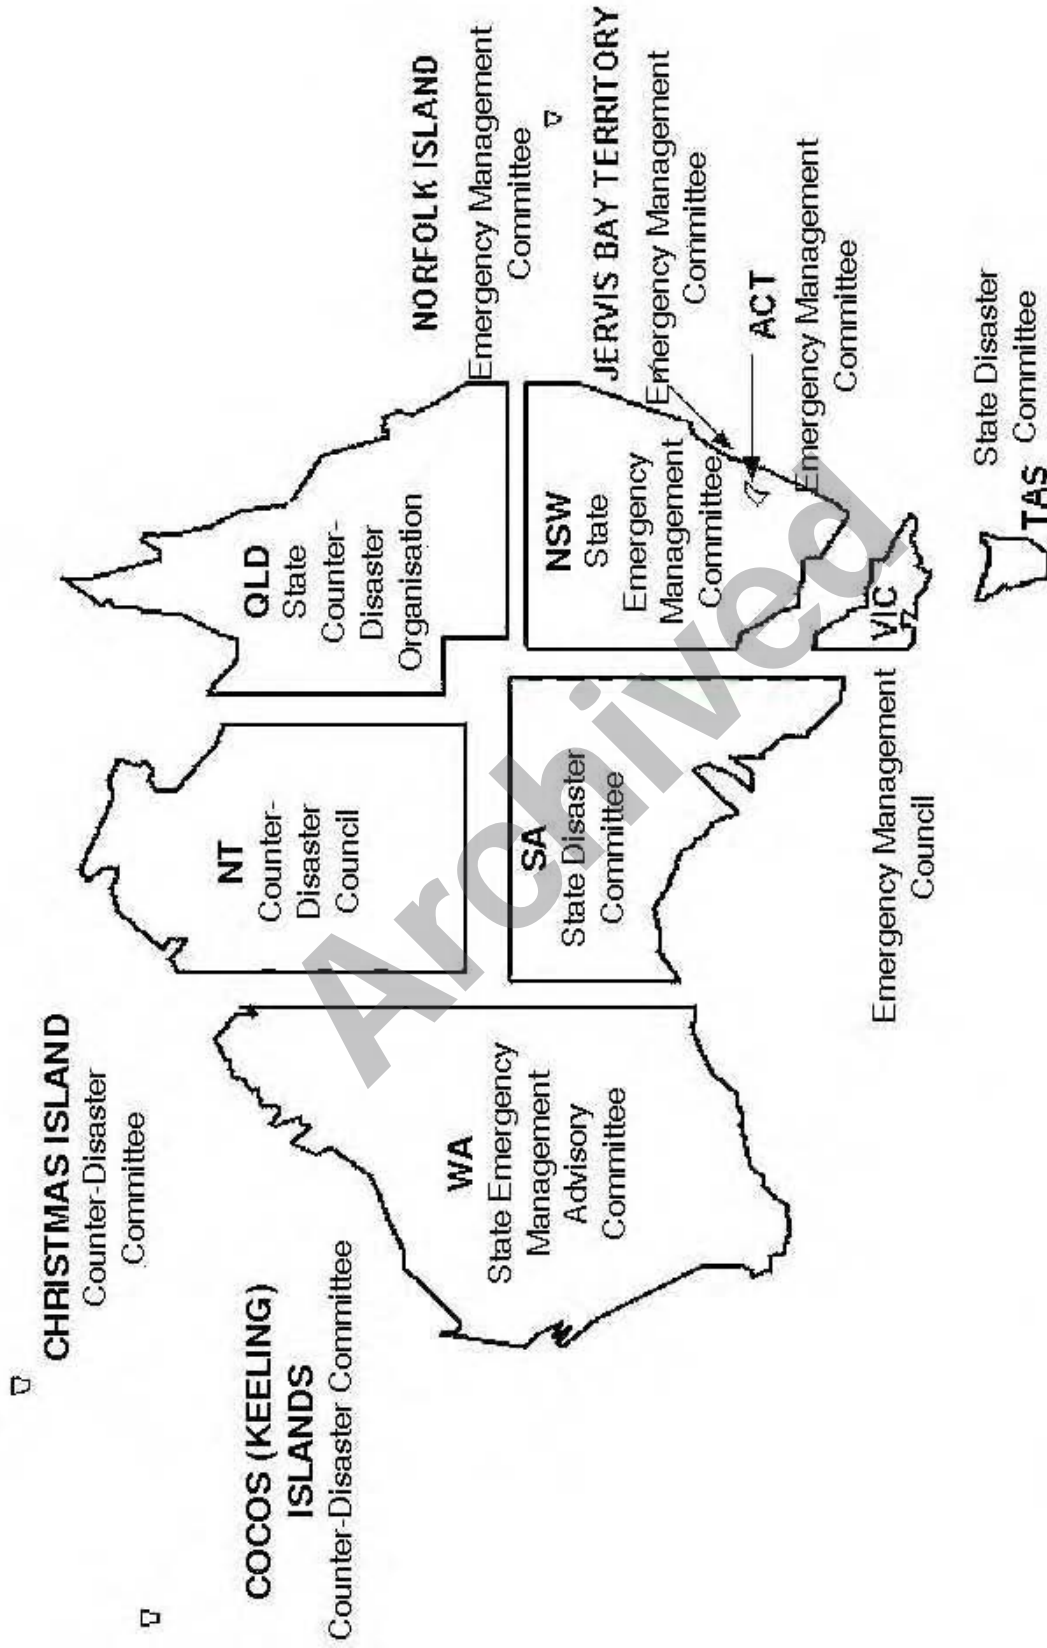 CHRISTMAS ISLAND
Counter-Disaster
Committee
COCOS (KEELING)
ISLANDS
Counter-Disaster Committee
WA
State Emergency
Management
Advisory
Committee
NT
Counter-
Disaster
Council
SA
State Disaster
Committee
QLD
State
Counter-
Disaster
Organisation
NSW
State
Emergency
Management
Committee
NORFOLK ISLAND
Emergency Management
Committee
JERVIS BAY TERRITORY
Emergency Management
Committee
ACT
Emergency Management
Committee
VIC
Emergency Management
Council
State Disaster
Committee
TAS
Archived